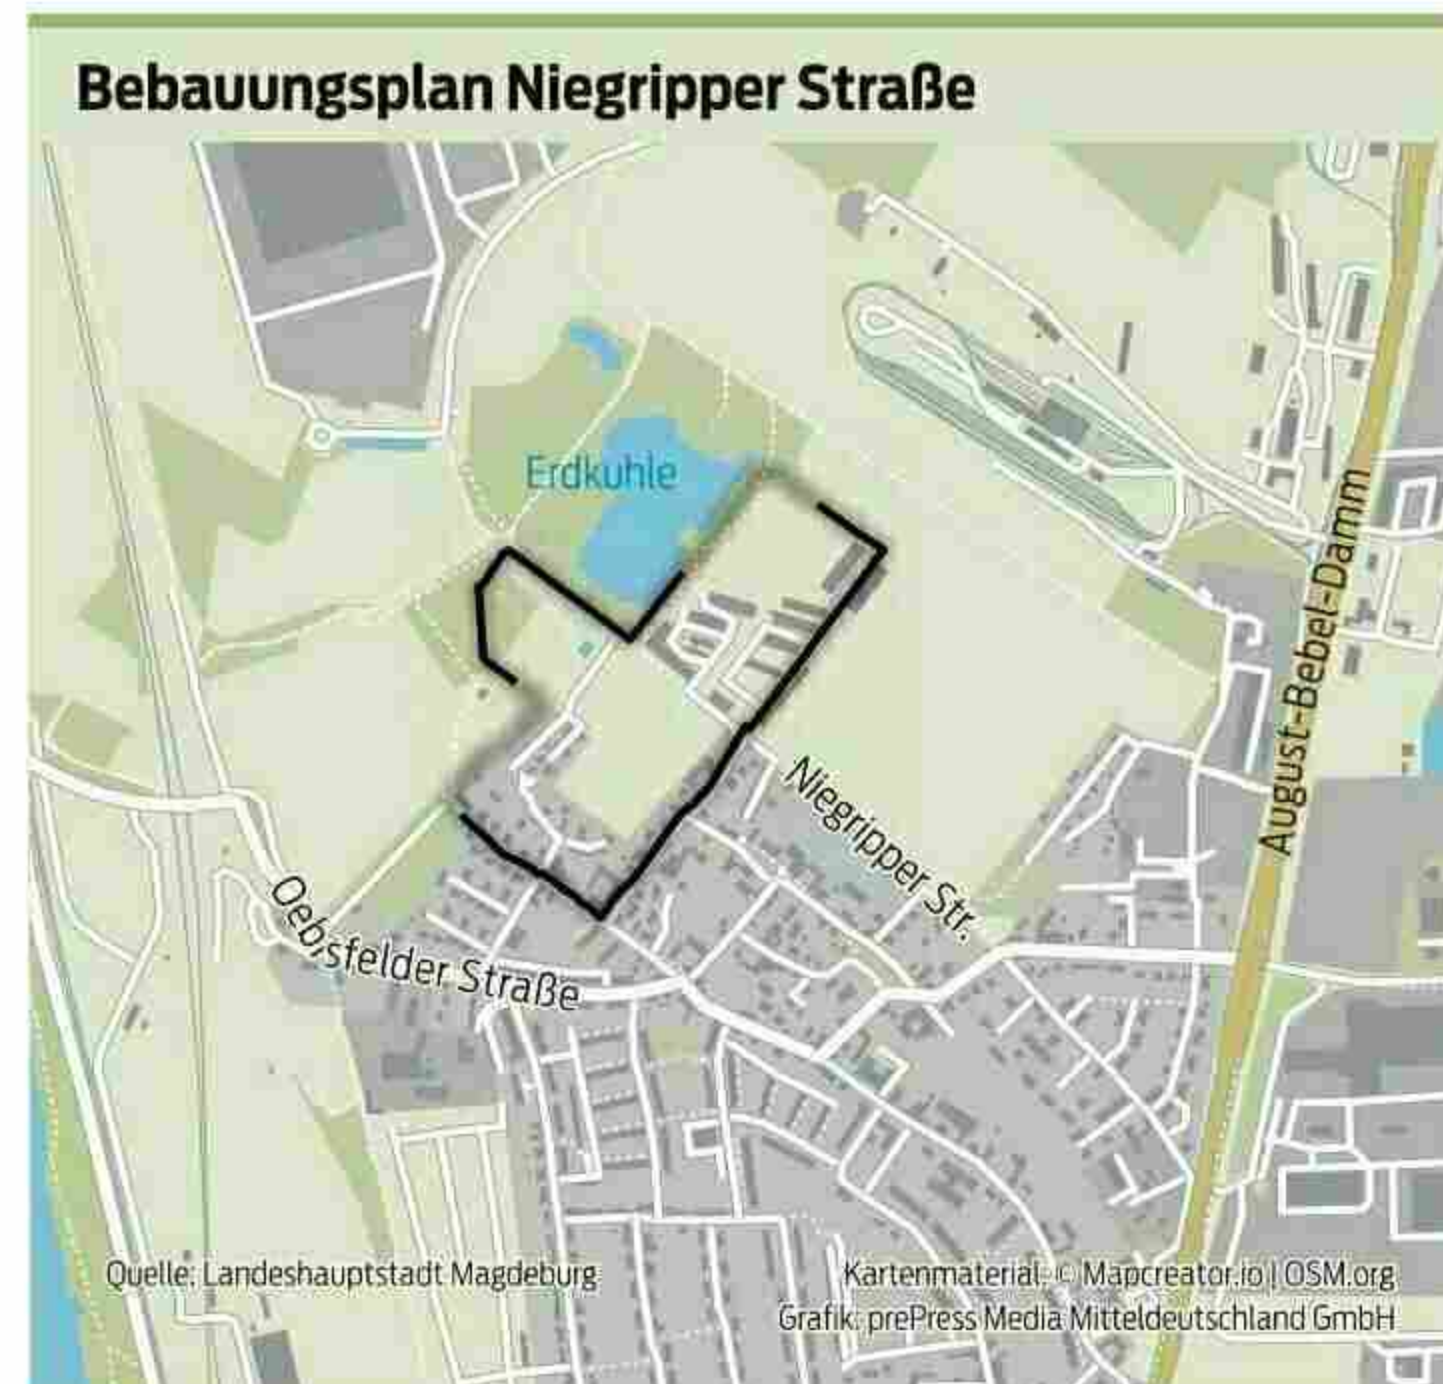 Bebauungsplan Niegripper Straße
Erdkuhle
August-Bebel-Damm
Niegripper Str.
Oebisfelder Straße
Quelle: Landeshauptstadt Magdeburg
Kartenmaterial: © Mapcreator.io | OSM.org
Grafik: prePress Media Mitteldeutschland GmbH